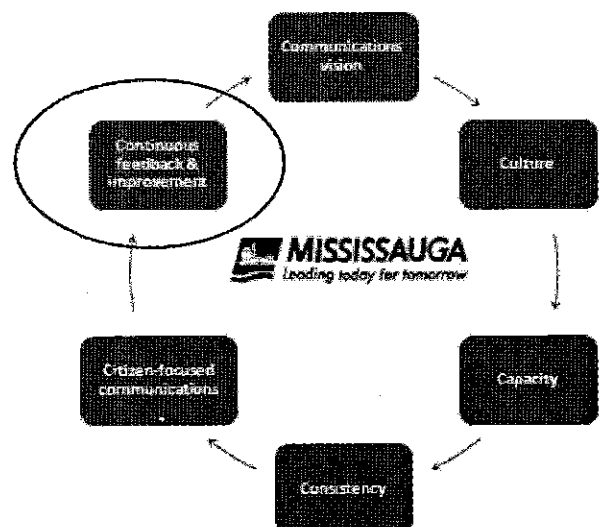 Communications
vision
Culture
Capacity
Consistency
Citizen-focused
communications
Continuous
feedback &
improvement
MISSISSAUGA
Leading today for tomorrow